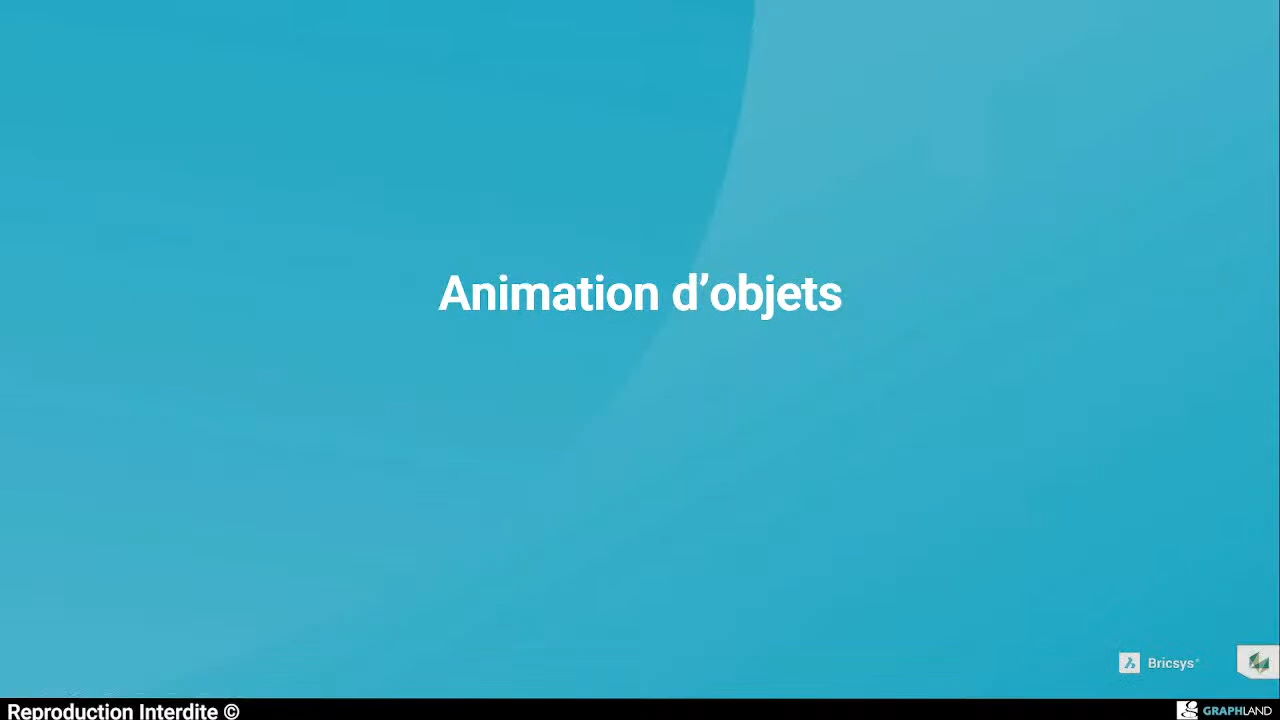 Animation d’objets
Bricsys®
Reproduction Interdite ©
GRAPHLAND